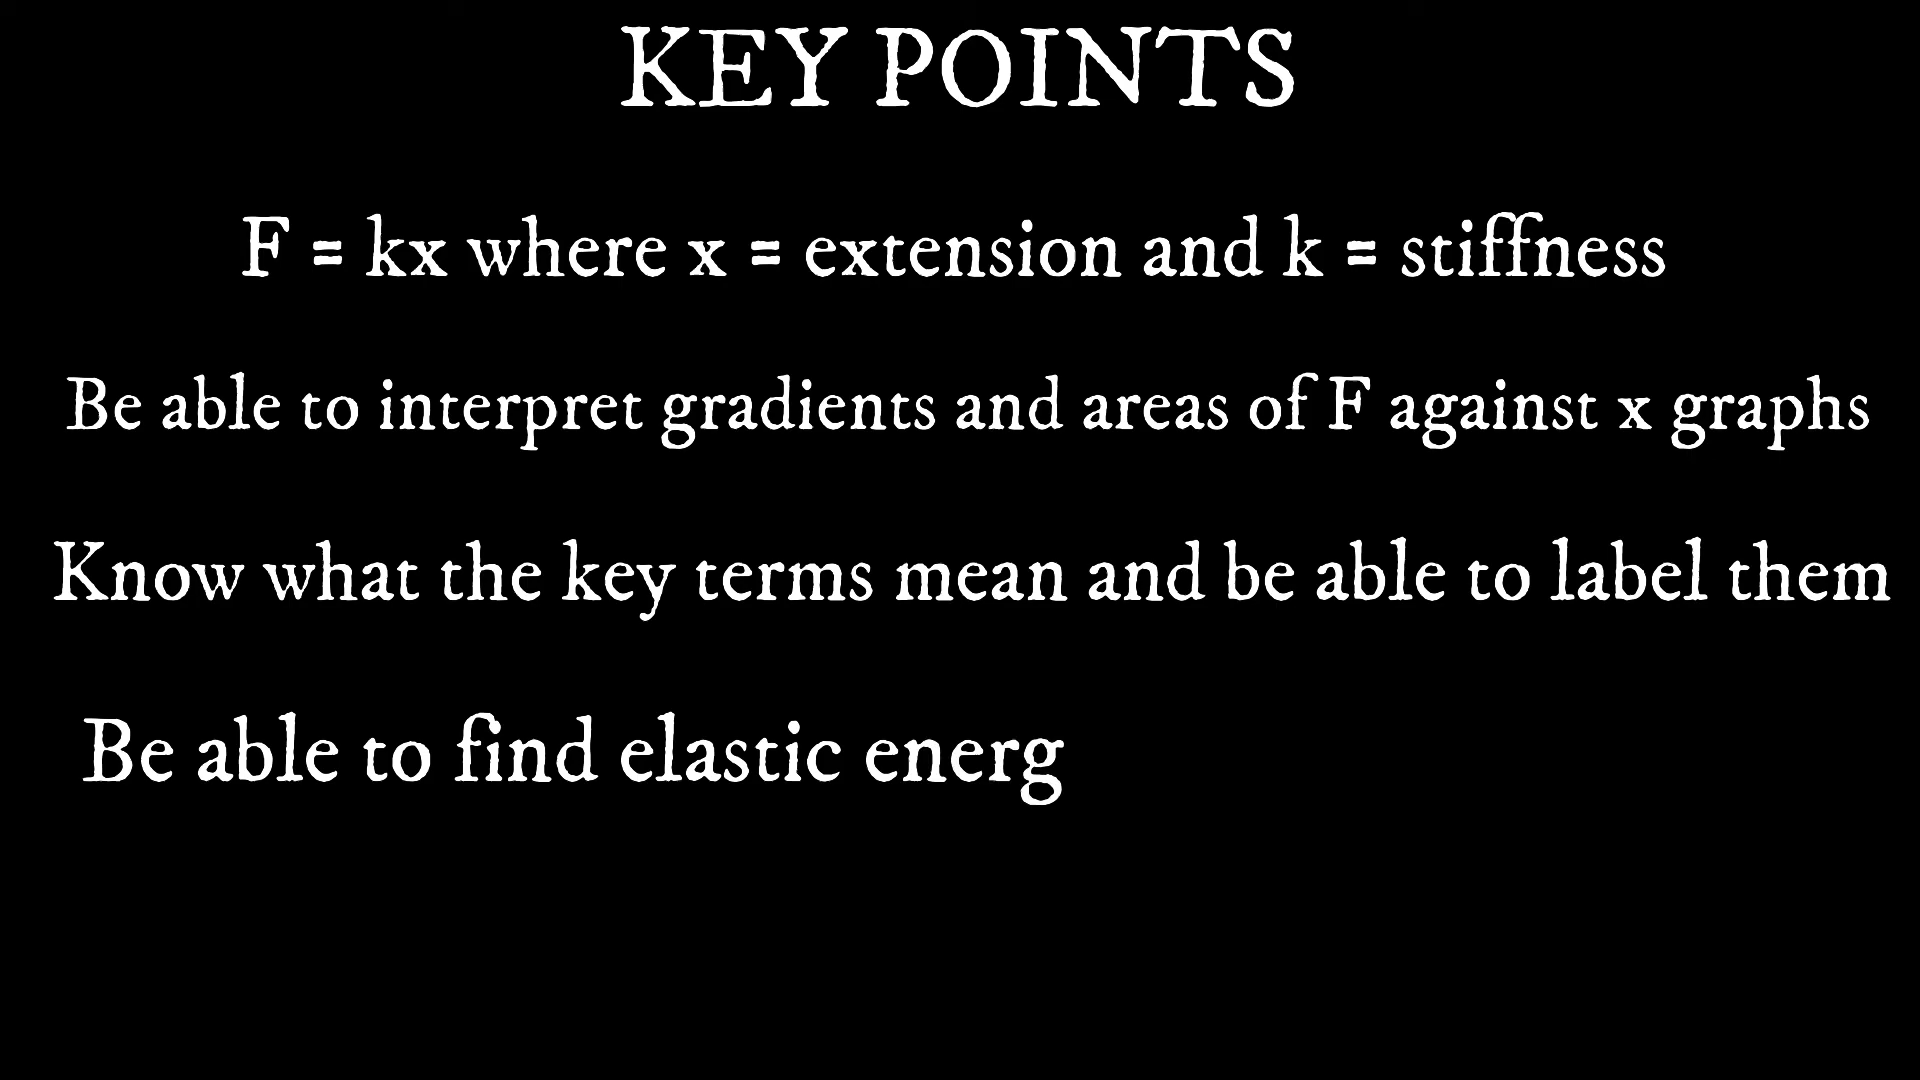 KEY POINTS
F = kx where x = extension and k = stiffness
Be able to interpret gradients and areas of F against x graphs
Know what the key terms mean and be able to label them
Be able to find elastic energ